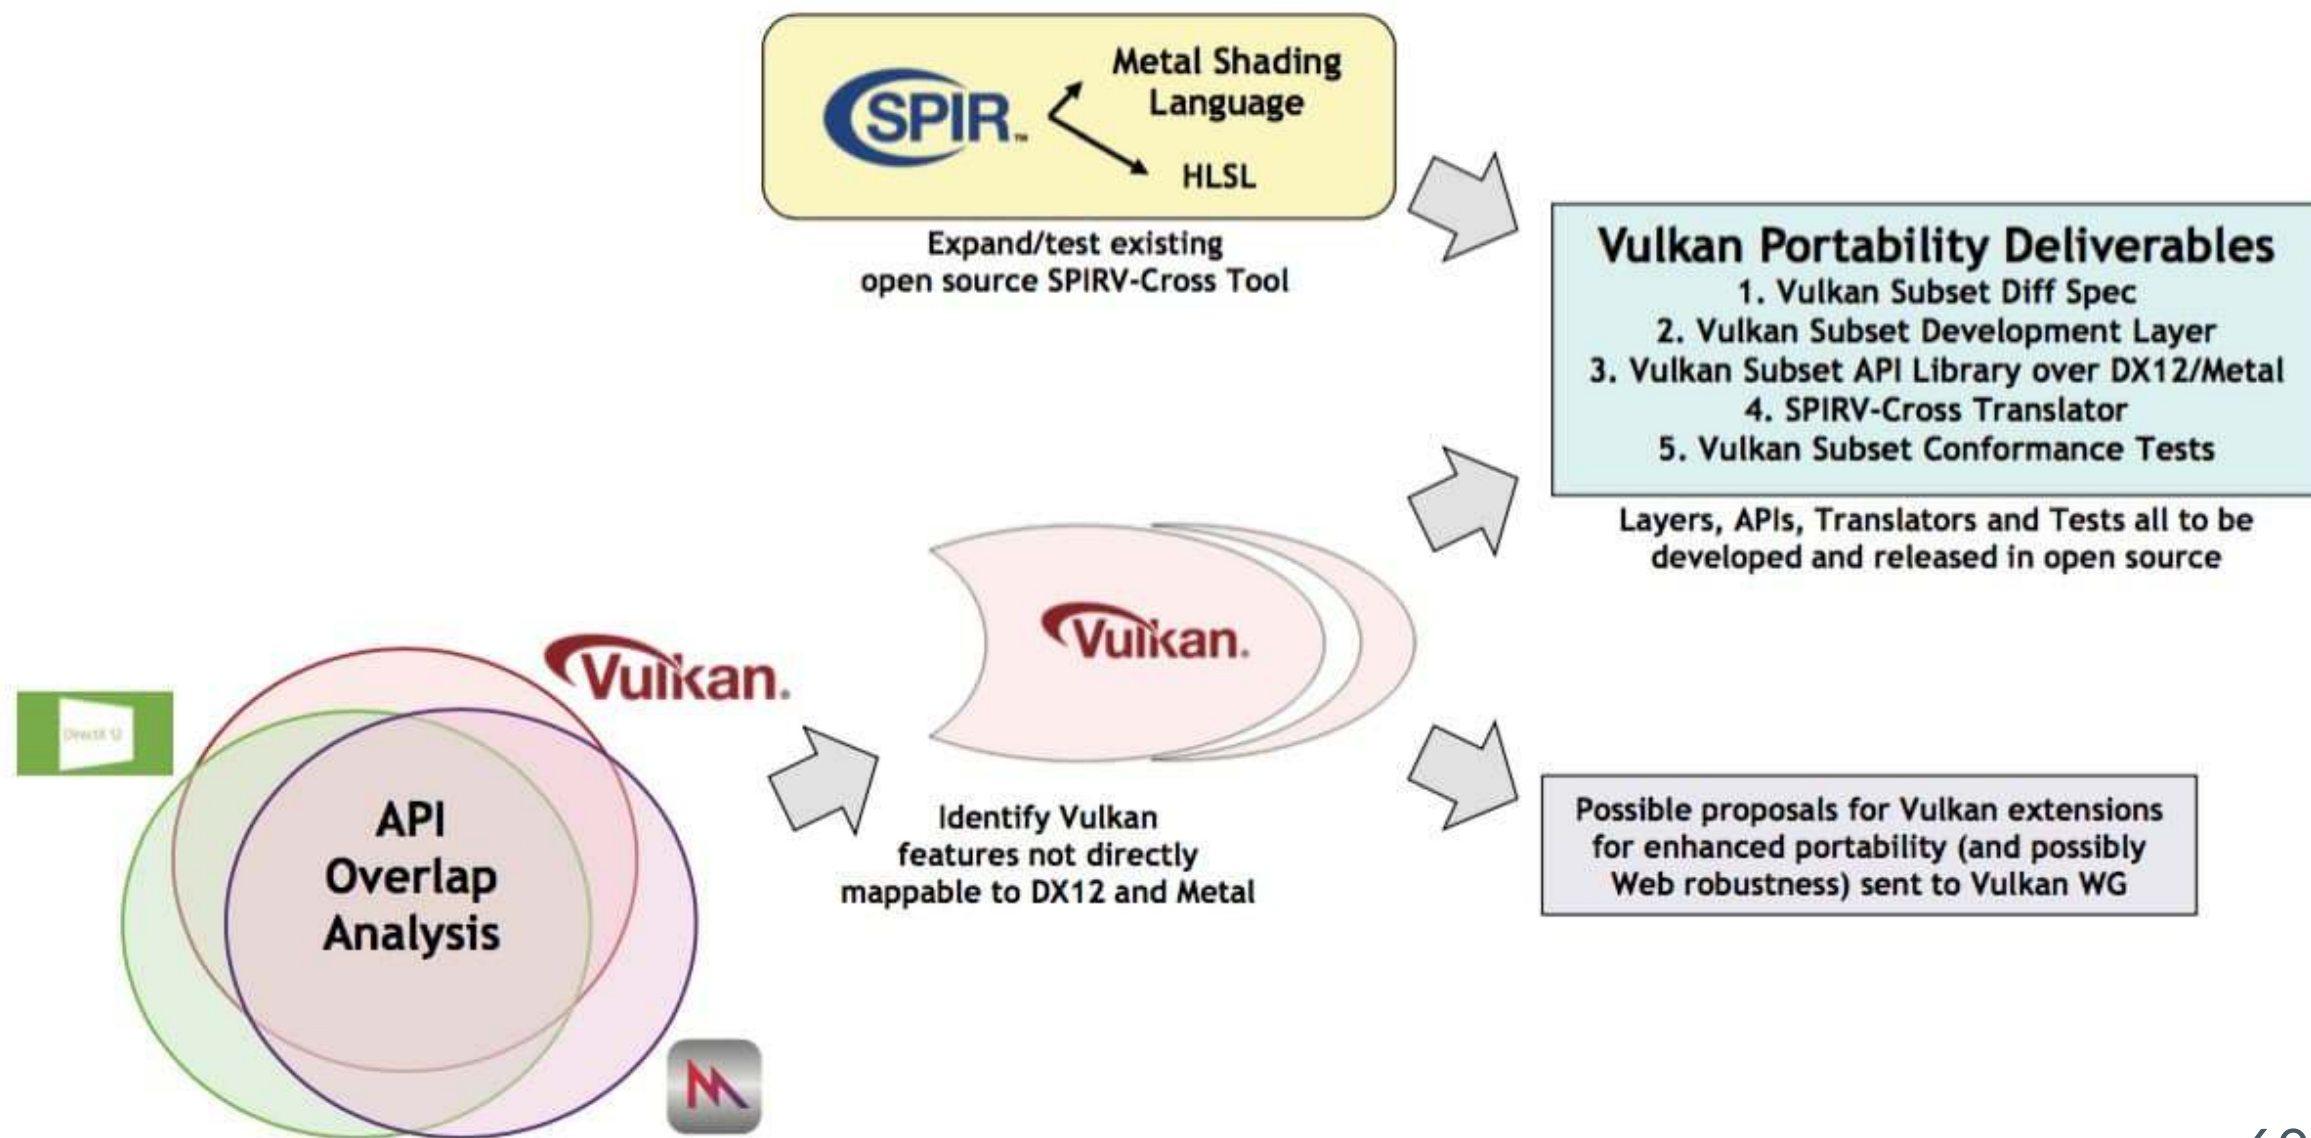 SPIR™
Metal Shading
Language
HLSL
Expand/test existing
open source SPIRV-Cross Tool
Vulkan Portability Deliverables
1. Vulkan Subset Diff Spec
2. Vulkan Subset Development Layer
3. Vulkan Subset API Library over DX12/Metal
4. SPIRV-Cross Translator
5. Vulkan Subset Conformance Tests
Layers, APIs, Translators and Tests all to be
developed and released in open source
Vulkan.
Vulkan.
DirectX 12
API
Overlap
Analysis
Identify Vulkan
features not directly
mappable to DX12 and Metal
Possible proposals for Vulkan extensions
for enhanced portability (and possibly
Web robustness) sent to Vulkan WG